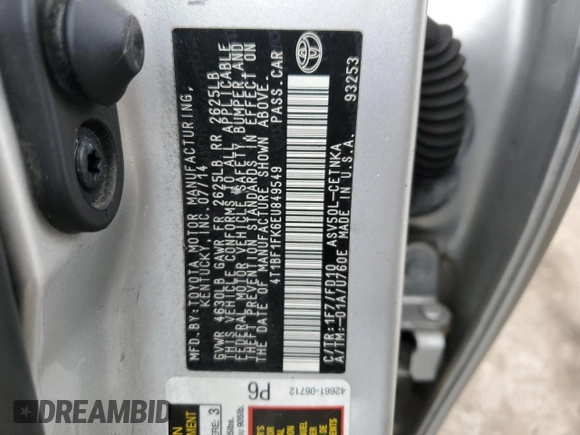 MFD.BY:TOYOTA MOTOR MANUFACTURING,
KENTUCKY,INC.07/14
GVWR 4630LB GAWR FR 2625LB RR 2625LB
THIS VEHICLE CONFORMS TO ALL APPLICABLE
FEDERAL MOTOR VEHICLE SAFETY, BUMPER,AND
THEFT PREVENTION STANDARDS IN EFFECT ON
THE DATE OF MANUFACTURE SHOWN ABOVE.
4T1BF1FK6EU849549 PASS.CAR
C/TR:1F7/FD10 ASV50L-CETNKA
A/TM:-01A/U760E MADE IN U.S.A.
93253
P6
42661-06712
3
DEALERSHIP.COM